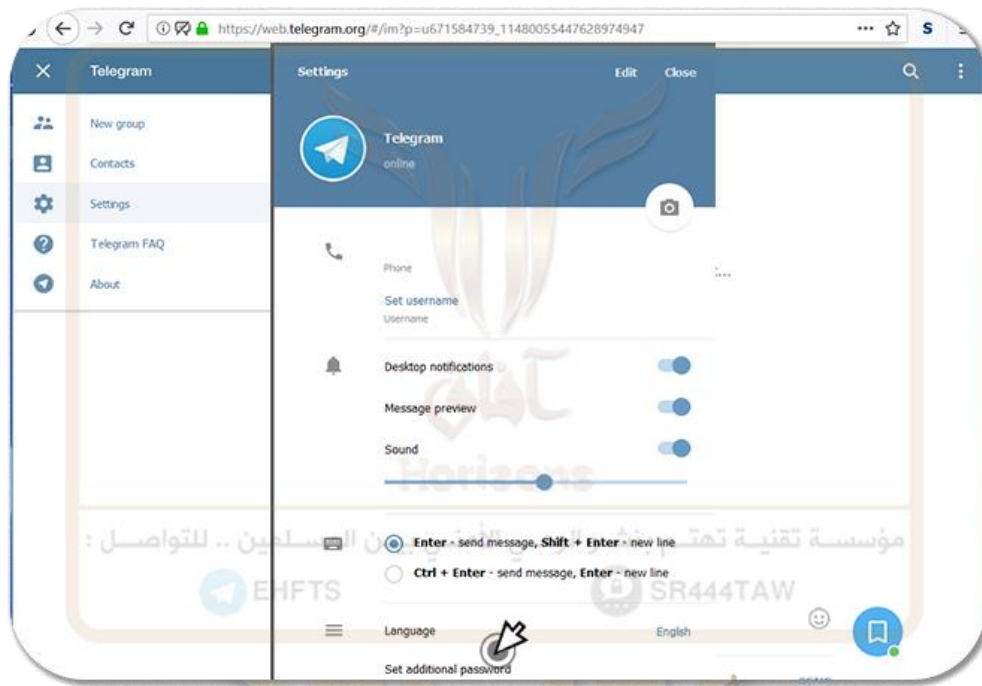 https://web.telegram.org/#/im?p=u671584739_11480055447628974947
S
Telegram
Settings
Edit
Close
New group
Contacts
Settings
Telegram FAQ
About
Telegram
online
Phone
Set username
Username
Desktop notifications
Message preview
Sound
آفاق
Horizons
مؤسسة تقنية تهتم بنشر الوعي الأمني بين المسلمين .. للتواصل :
Enter - send message, Shift + Enter - new line
Ctrl + Enter - send message, Enter - new line
EHFTS
SR444TAW
Language
English
Set additional password
SEND